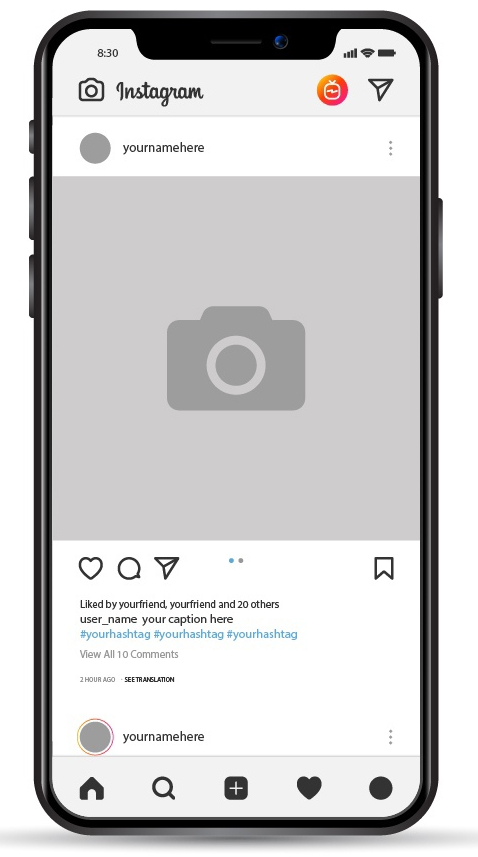 8:30
Instagram
yournamehere
Liked by yourfriend, yourfriend and 20 others
user_name your caption here
#yourhashtag #yourhashtag #yourhashtag
View All 10 Comments
2 HOUR AGO · SEE TRANSLATION
yournamehere